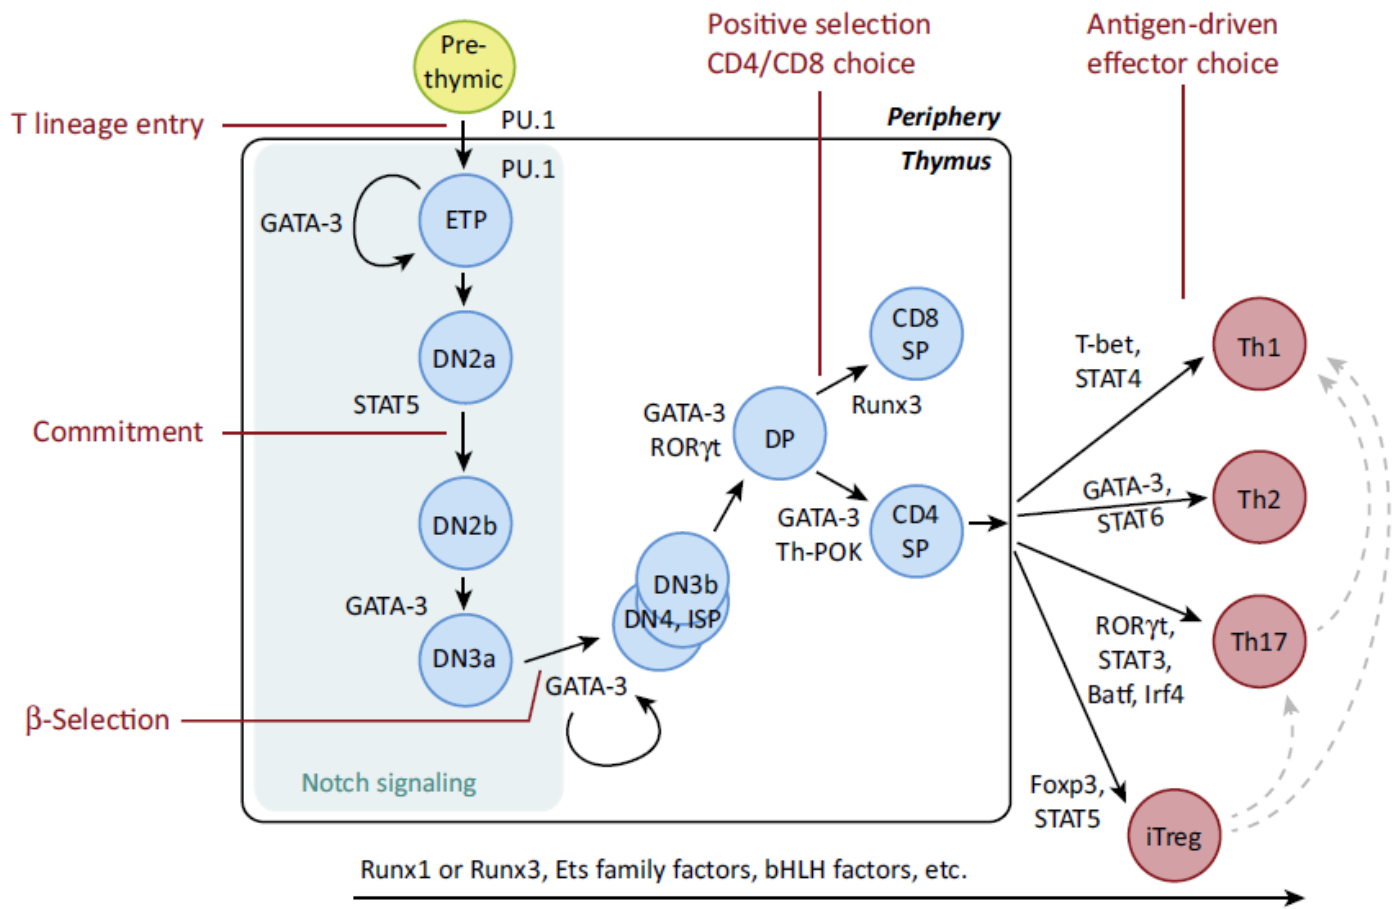 Positive selection
CD4/CD8 choice
Antigen-driven
effector choice
Pre-
thymic
T lineage entry
PU.1
Periphery
Thymus
PU.1
GATA-3
ETP
DN2a
STAT5
Commitment
DN2b
GATA-3
DN3a
β-Selection
GATA-3
Notch signaling
DN3b
DN4, ISP
GATA-3
RORγt
DP
CD8
SP
Runx3
GATA-3
Th-POK
CD4
SP
T-bet,
STAT4
Th1
GATA-3,
STAT6
Th2
RORγt,
STAT3,
Batf, Irf4
Th17
Foxp3,
STAT5
iTreg
Runx1 or Runx3, Ets family factors, bHLH factors, etc.